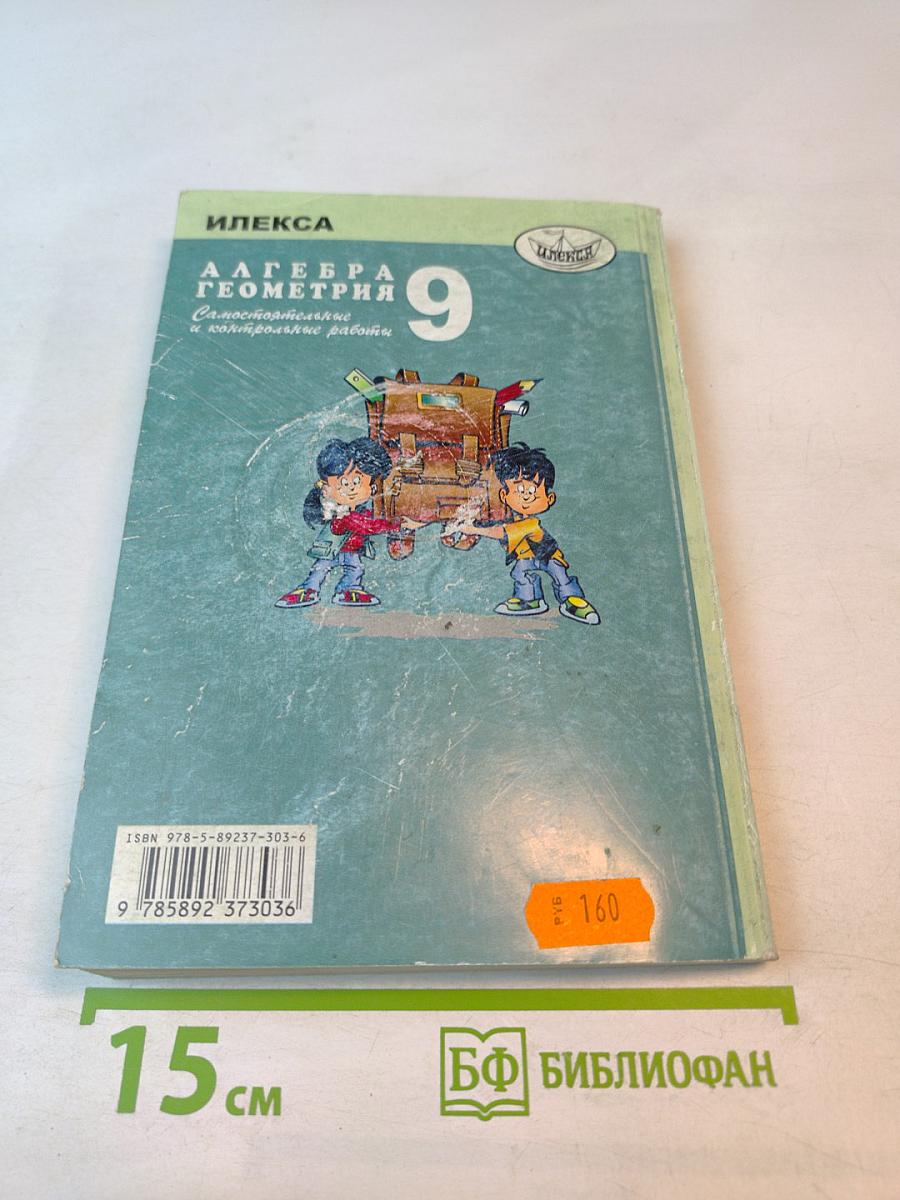 ИЛЕКСА
ИЛЕКСА
АЛГЕБРА
ГЕОМЕТРИЯ
9
Самостоятельные
и контрольные работы
ISBN 978-5-89237-303-6
9 785892 373036
РУБ 160
15 см
БФ БИБЛИОФАН